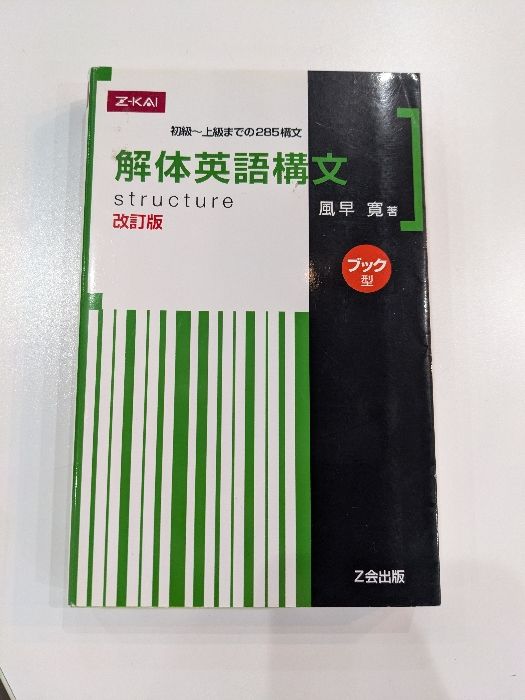 Z-KAI
初級～上級までの285構文
解体英語構文
structure
風早 寛 著
改訂版
ブック
型
Z会出版